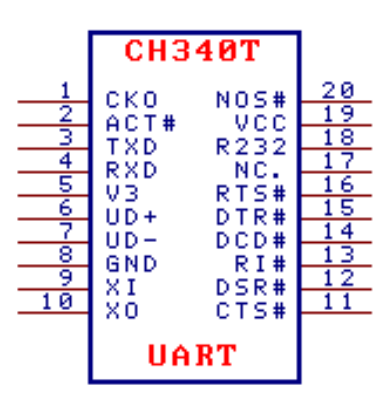 CH340T
1 CKO NOS# 20
2 ACT# VCC 19
3 TXD R232 18
4 RXD NC. 17
5 V3 RTS# 16
6 UD+ DTR# 15
7 UD- DCD# 14
8 GND RI# 13
9 XI DSR# 12
10 XO CTS# 11
UART